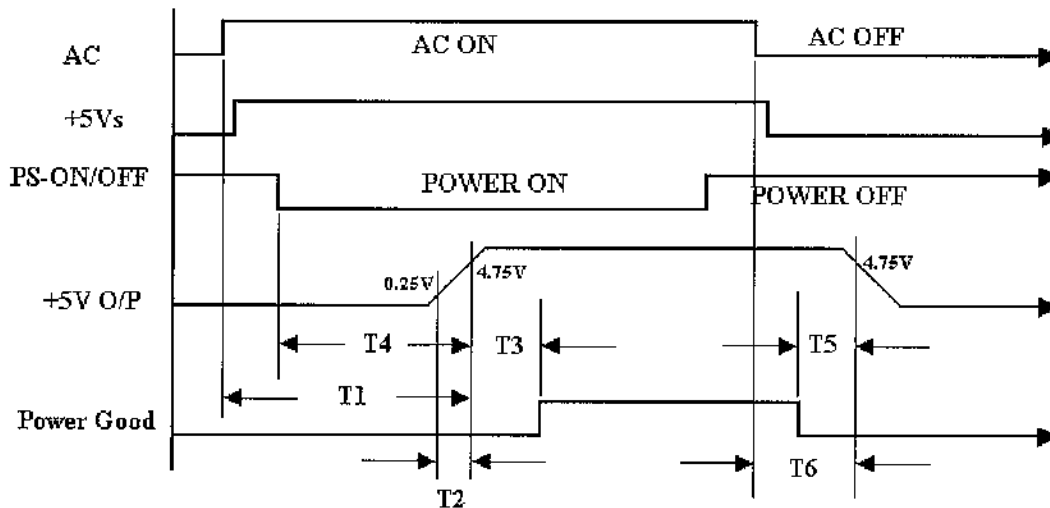 AC
AC ON
AC OFF
+5Vs
PS-ON/OFF
POWER ON
POWER OFF
+5V O/P
0.25V
4.75V
4.75V
T4
T3
T5
T1
Power Good
T2
T6